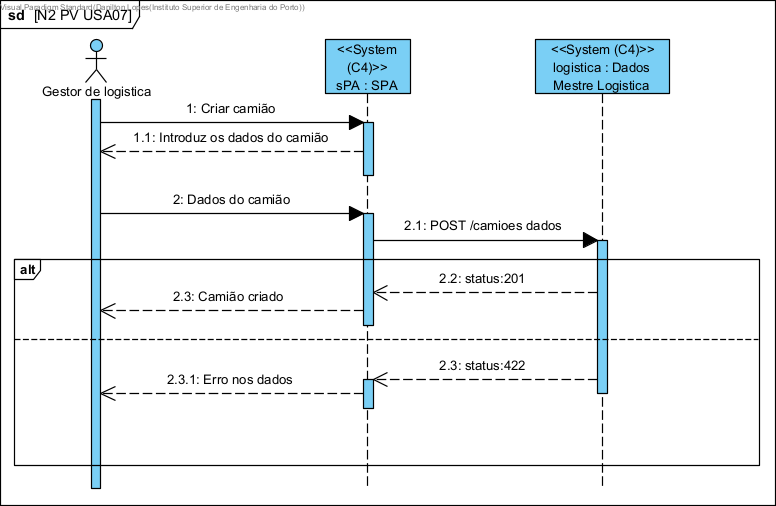 Visual Paradigm Standard(Danilton Lopes(Instituto Superior de Engenharia do Porto))
sd [N2 PV USA07]
Gestor de logistica
<<System
(C4)>>
sPA : SPA
<<System (C4)>>
logistica : Dados
Mestre Logistica
1: Criar camião
1.1: Introduz os dados do camião
2: Dados do camião
2.1: POST /camioes dados
alt
2.2: status:201
2.3: Camião criado
2.3: status:422
2.3.1: Erro nos dados